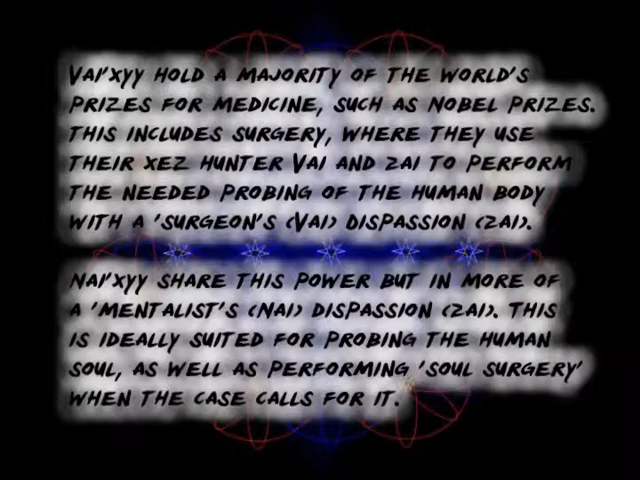 Vai'xyy hold a majority of the world's
prizes for medicine, such as Nobel Prizes.
This includes surgery, where they use
their Xez Hunter Vai and Zai to perform
the needed probing of the human body
with a 'surgeon's (Vai) dispassion (Zai).
Nai'xyy share this power but in more of
a 'mentalist's (Nai) dispassion (Zai). This
is ideally suited for probing the human
soul, as well as performing 'soul surgery'
when the case calls for it.